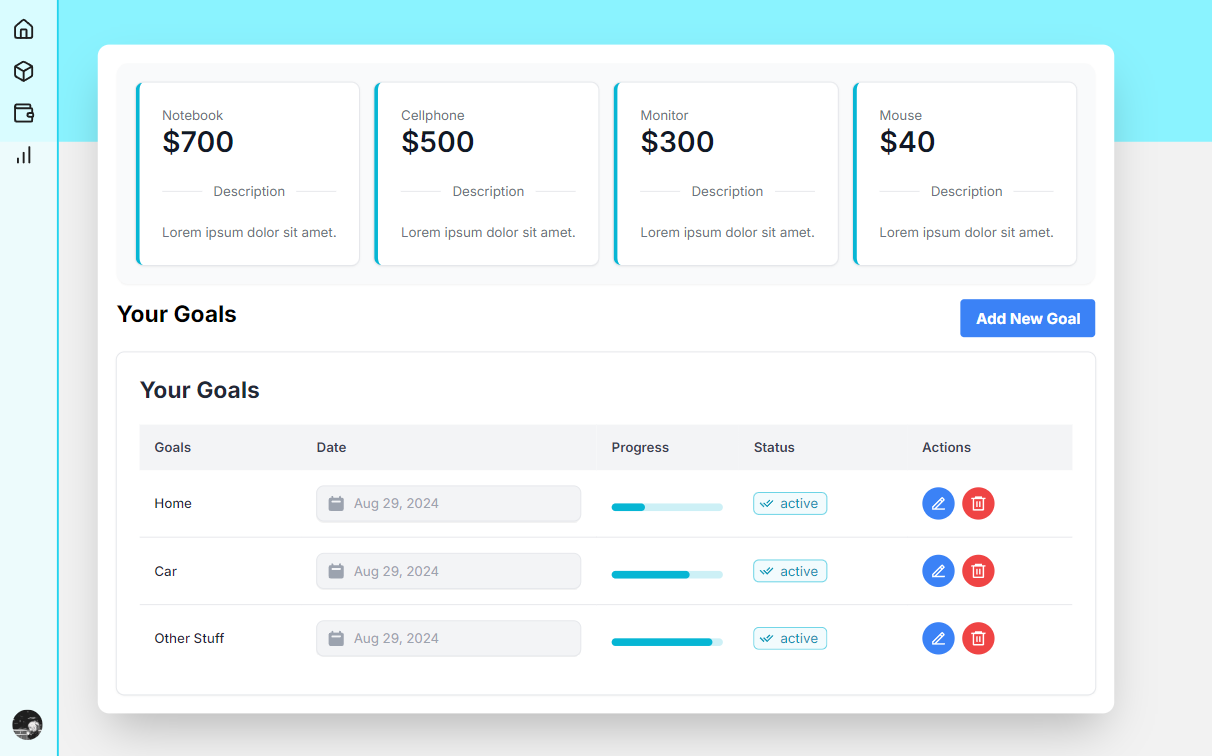 Notebook
$700
Description
Lorem ipsum dolor sit amet.
Cellphone
$500
Description
Lorem ipsum dolor sit amet.
Monitor
$300
Description
Lorem ipsum dolor sit amet.
Mouse
$40
Description
Lorem ipsum dolor sit amet.
Your Goals
Add New Goal
Your Goals
Goals Date Progress Status Actions
Home Aug 29, 2024 active
Car Aug 29, 2024 active
Other Stuff Aug 29, 2024 active